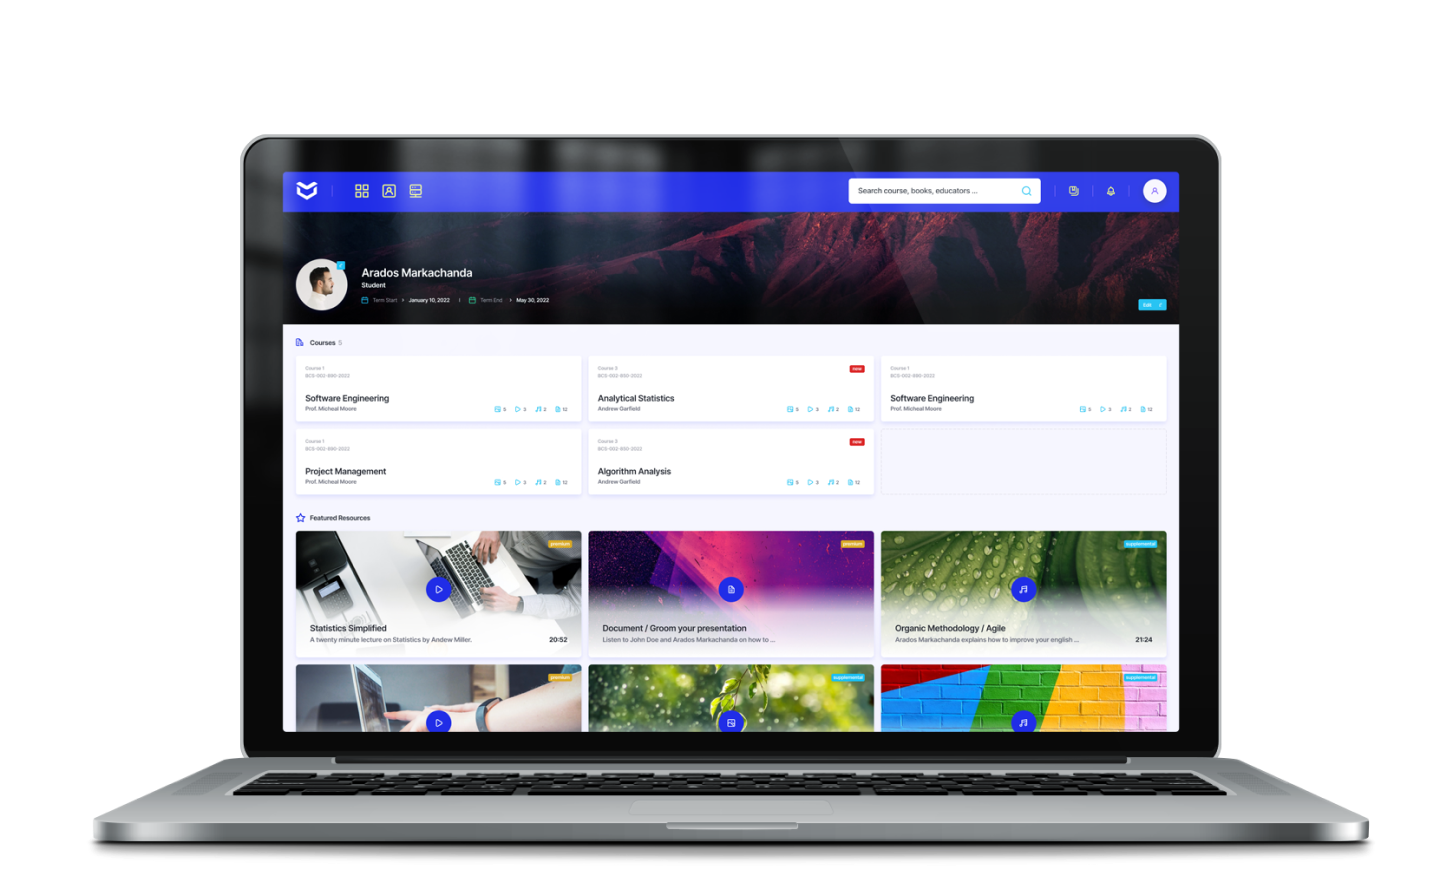 Search course, books, educators ...
Arados Markachanda
Student
Term Start › January 10, 2022 | Term End › May 30, 2022
Edit
Courses 5
Course 1
BCS-002-890-2022
Software Engineering
Prof. Micheal Moore
5 3 2 12
Course 3
BCS-002-850-2022
new
Analytical Statistics
Andrew Garfield
5 3 2 12
Course 1
BCS-002-890-2022
Software Engineering
Prof. Micheal Moore
5 3 2 12
Course 1
BCS-002-890-2022
Project Management
Prof. Micheal Moore
5 3 2 12
Course 3
BCS-002-850-2022
new
Algorithm Analysis
Andrew Garfield
5 3 2 12
Featured Resources
premium
Statistics Simplified
A twenty minute lecture on Statistics by Andew Miller.
20:52
premium
Document / Groom your presentation
Listen to John Doe and Arados Markachanda on how to ...
supplemental
Organic Methodology / Agile
Arados Markachanda explains how to improve your english ...
21:24
premium
supplemental
supplemental